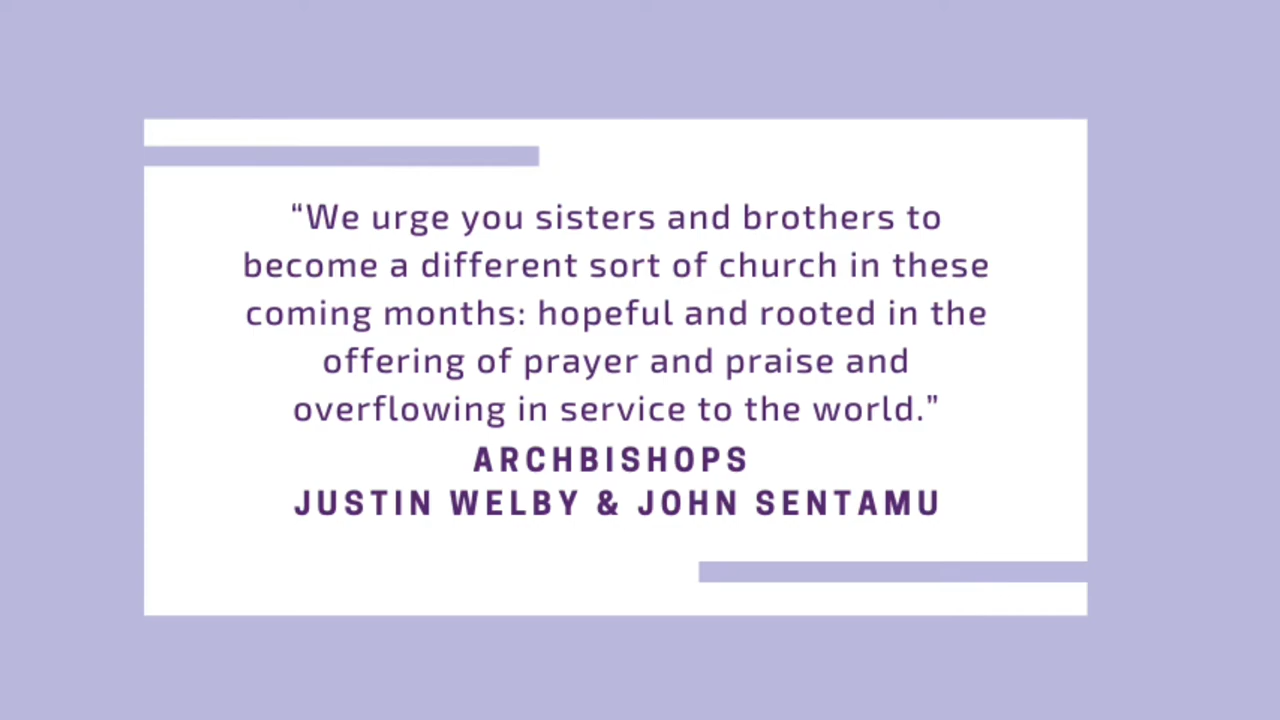 “We urge you sisters and brothers to
become a different sort of church in these
coming months: hopeful and rooted in the
offering of prayer and praise and
overflowing in service to the world.”
ARCHBISHOPS
JUSTIN WELBY & JOHN SENTAMU